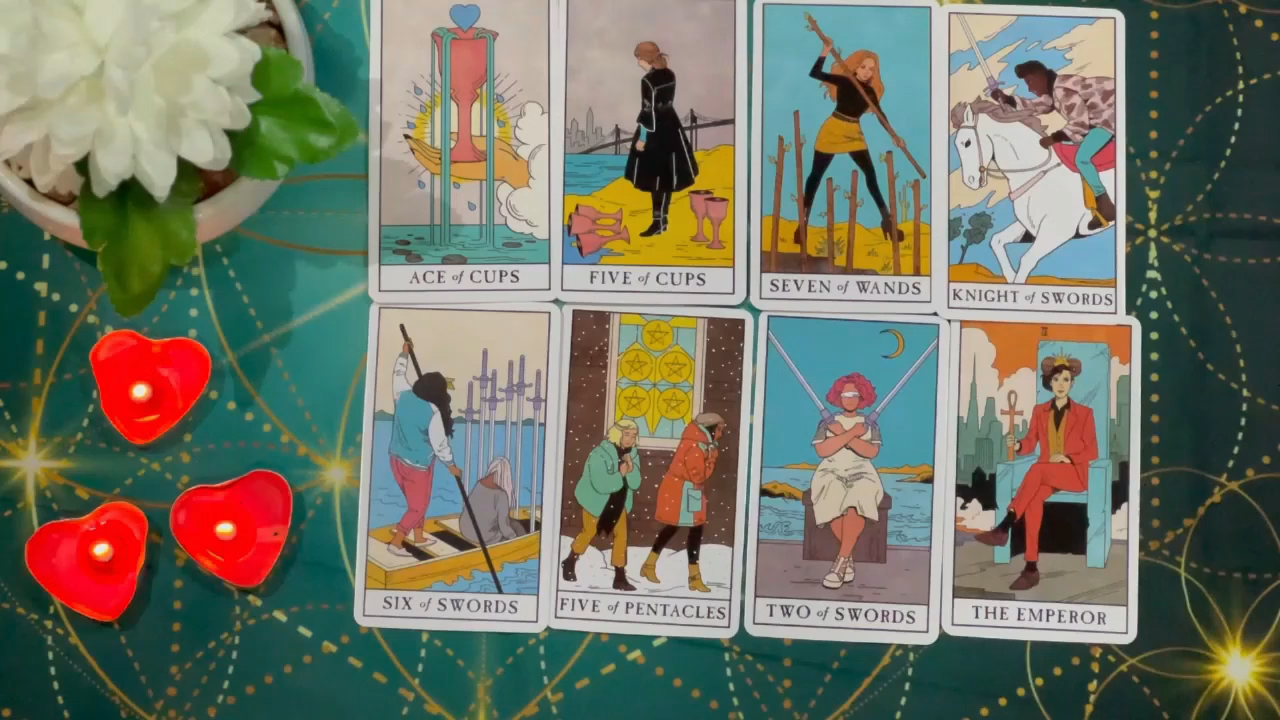 ACE of CUPS
FIVE of CUPS
SEVEN of WANDS
KNIGHT of SWORDS
SIX of SWORDS
FIVE of PENTACLES
TWO of SWORDS
THE EMPEROR